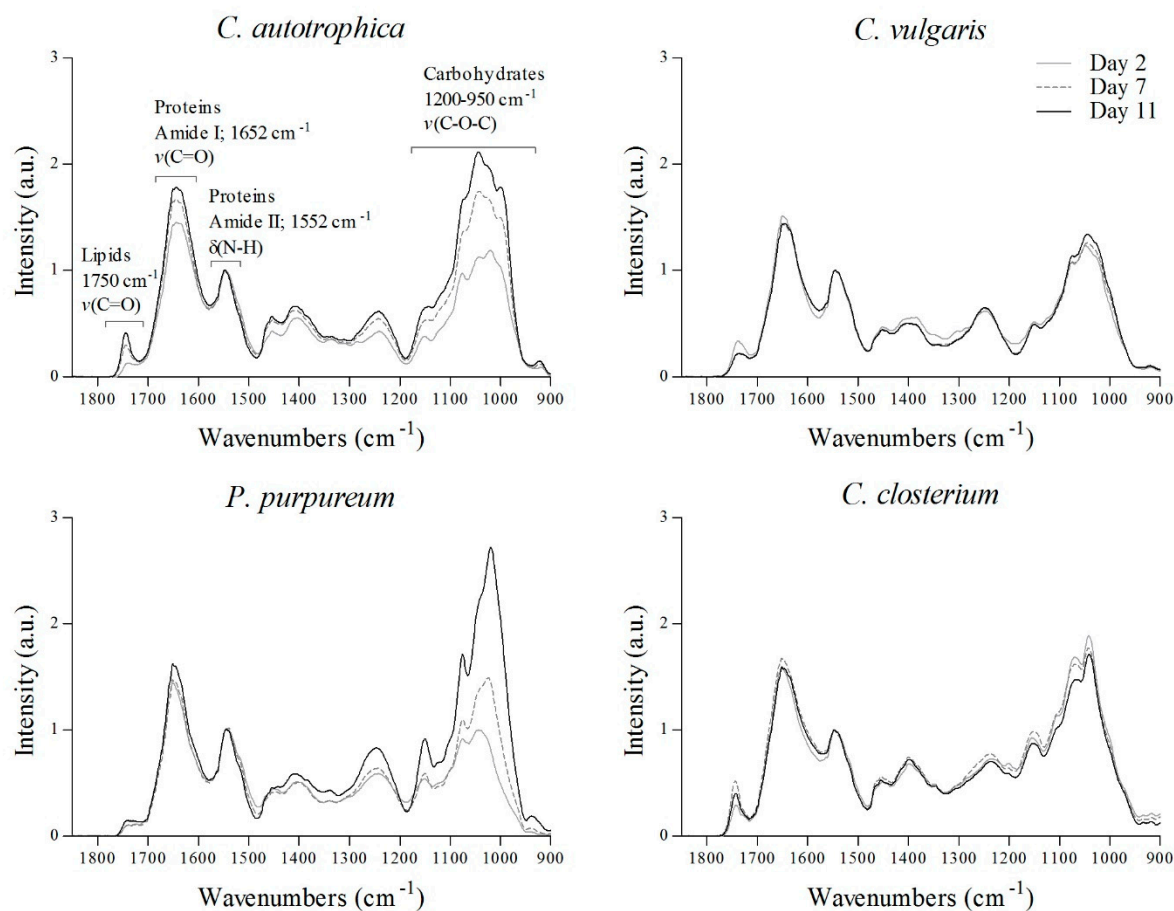 C. autotrophica
3
2
1
0
Intensity (a.u.)
Proteins
Amide I; 1652 cm⁻¹
ν(C=O)
Proteins
Amide II; 1552 cm⁻¹
δ(N-H)
Lipids
1750 cm⁻¹
ν(C=O)
Carbohydrates
1200-950 cm⁻¹
ν(C-O-C)
1800 1700 1600 1500 1400 1300 1200 1100 1000 900
Wavenumbers (cm⁻¹)
C. vulgaris
Day 2
Day 7
Day 11
3
2
1
0
Intensity (a.u.)
1800 1700 1600 1500 1400 1300 1200 1100 1000 900
Wavenumbers (cm⁻¹)
P. purpureum
3
2
1
0
Intensity (a.u.)
1800 1700 1600 1500 1400 1300 1200 1100 1000 900
Wavenumbers (cm⁻¹)
C. closterium
3
2
1
0
Intensity (a.u.)
1800 1700 1600 1500 1400 1300 1200 1100 1000 900
Wavenumbers (cm⁻¹)